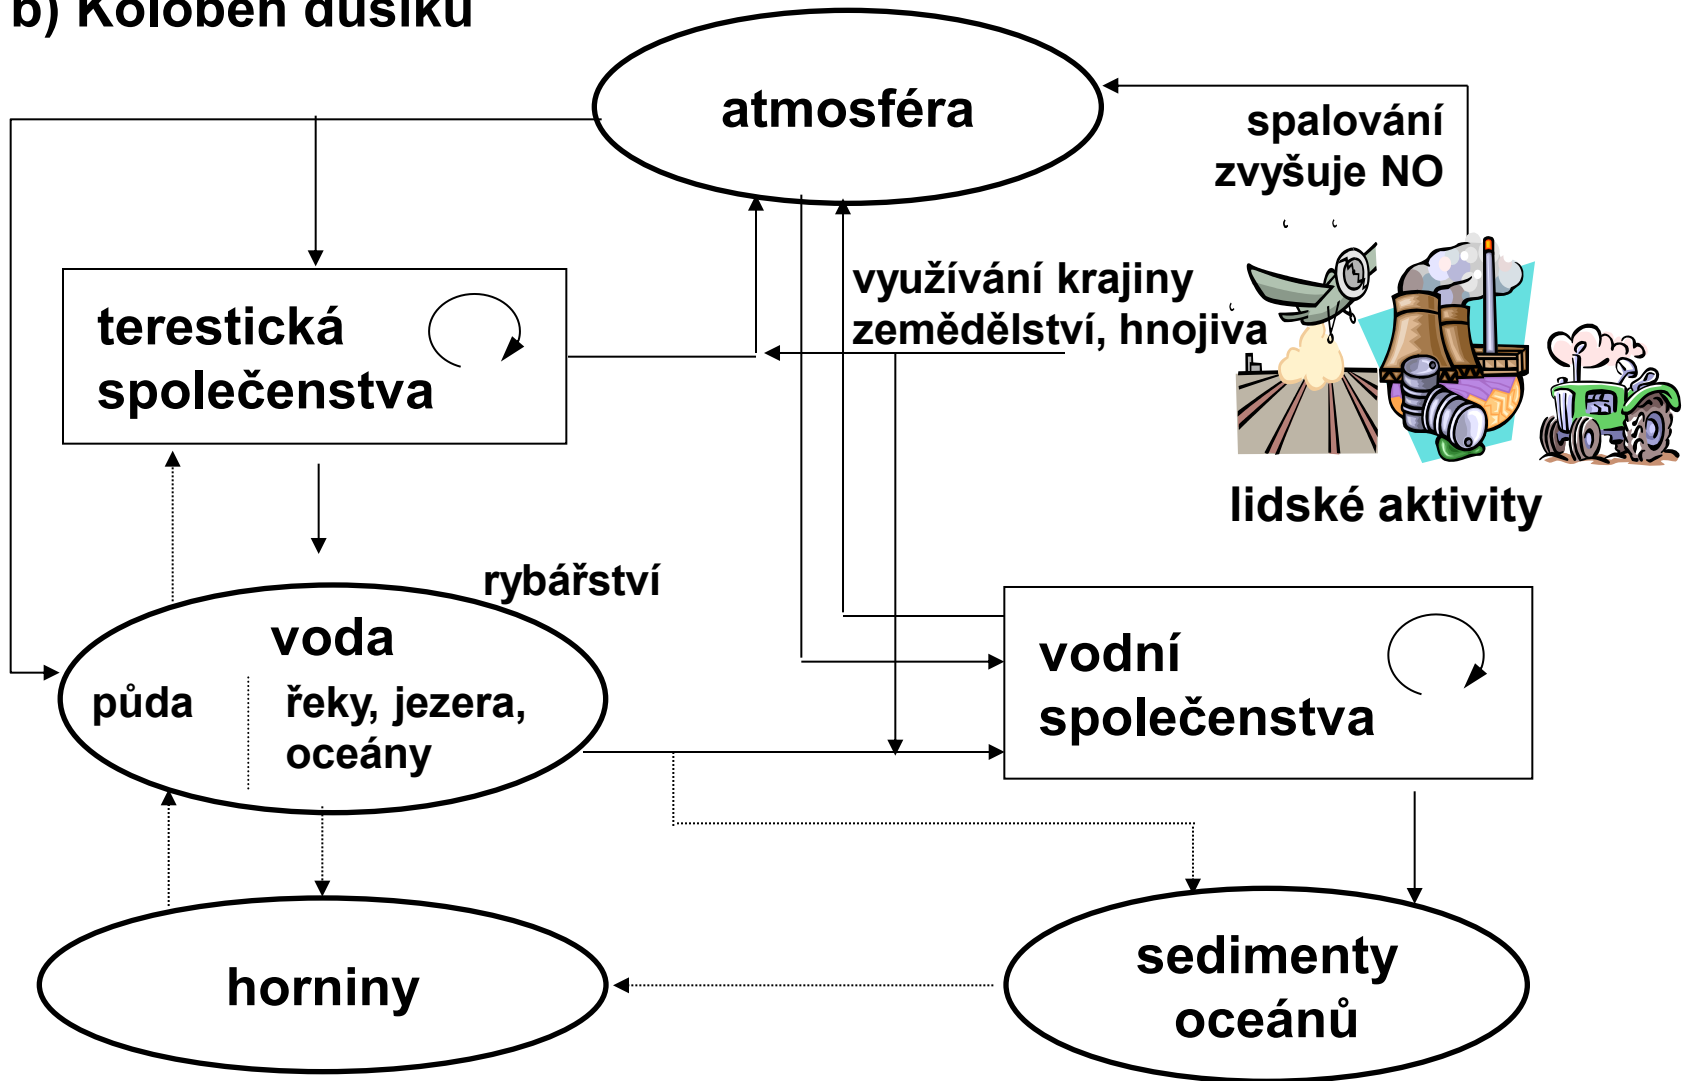 b) Koloběh dusíku
atmosféra
spalování
zvyšuje NO
využívání krajiny
zemědělství, hnojiva
terestická
společenstva
lidské aktivity
rybářství
voda
půda
řeky, jezera,
oceány
vodní
společenstva
horniny
sedimenty
oceánů